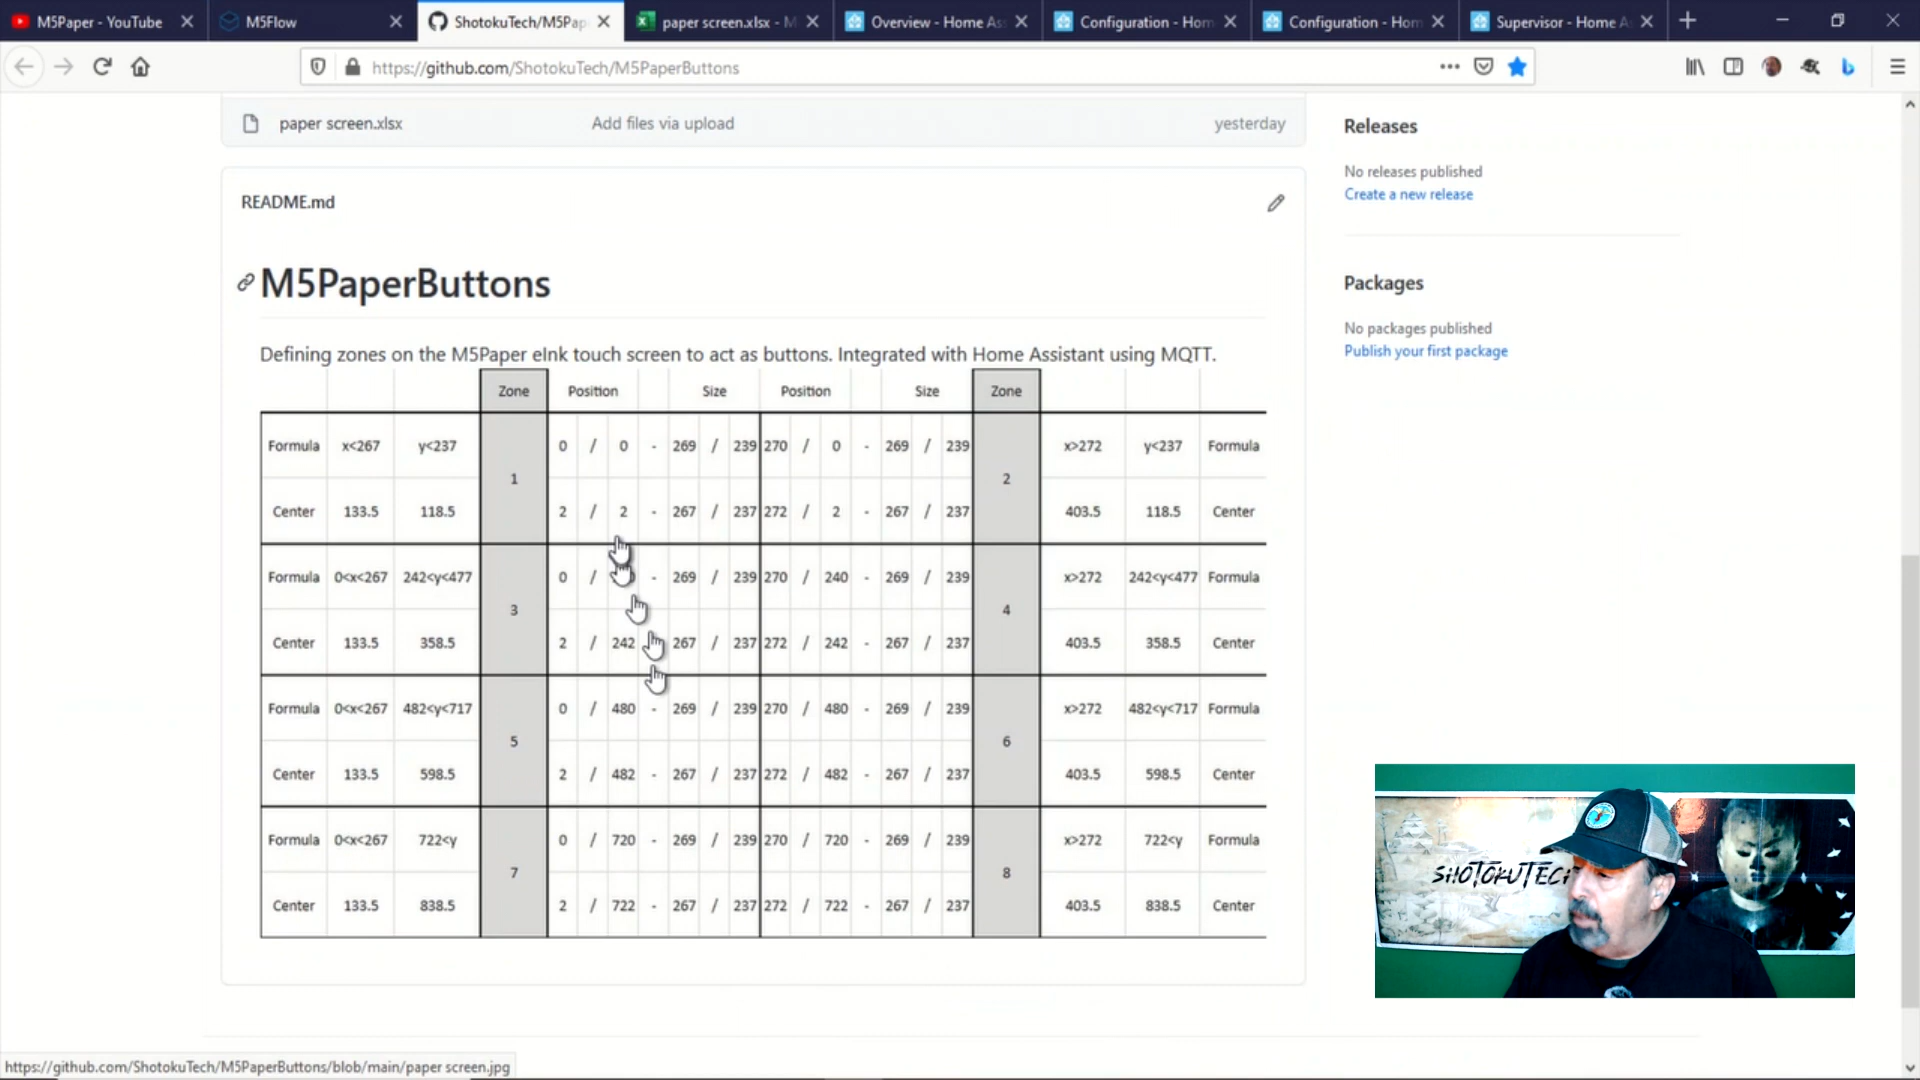 M5Paper - YouTube
M5Flow
ShotokuTech/M5Pap
paper screen.xlsx - M
Overview - Home As
Configuration - Hom
Configuration - Hom
Supervisor - Home A
https://github.com/ShotokuTech/M5PaperButtons
paper screen.xlsx Add files via upload yesterday
README.md
M5PaperButtons
Defining zones on the M5Paper eInk touch screen to act as buttons. Integrated with Home Assistant using MQTT.
Zone Position Size Position Size Zone
Formula x<267 y<237 0 / 0 - 269 / 239 270 / 0 - 269 / 239 x>272 y<237 Formula
1 2
Center 133.5 118.5 2 / 2 - 267 / 237 272 / 2 - 267 / 237 403.5 118.5 Center
Formula 0<x<267 242<y<477 0 / - 269 / 239 270 / 240 - 269 / 239 x>272 242<y<477 Formula
3 4
Center 133.5 358.5 2 / 242 267 / 237 272 / 242 - 267 / 237 403.5 358.5 Center
Formula 0<x<267 482<y<717 0 / 480 - 269 / 239 270 / 480 - 269 / 239 x>272 482<y<717 Formula
5 6
Center 133.5 598.5 2 / 482 - 267 / 237 272 / 482 - 267 / 237 403.5 598.5 Center
Formula 0<x<267 722<y 0 / 720 - 269 / 239 270 / 720 - 269 / 239 x>272 722<y Formula
7 8
Center 133.5 838.5 2 / 722 - 267 / 237 272 / 722 - 267 / 237 403.5 838.5 Center
Releases
No releases published
Create a new release
Packages
No packages published
Publish your first package
SHOTOKUTECH
https://github.com/ShotokuTech/M5PaperButtons/blob/main/paper screen.jpg